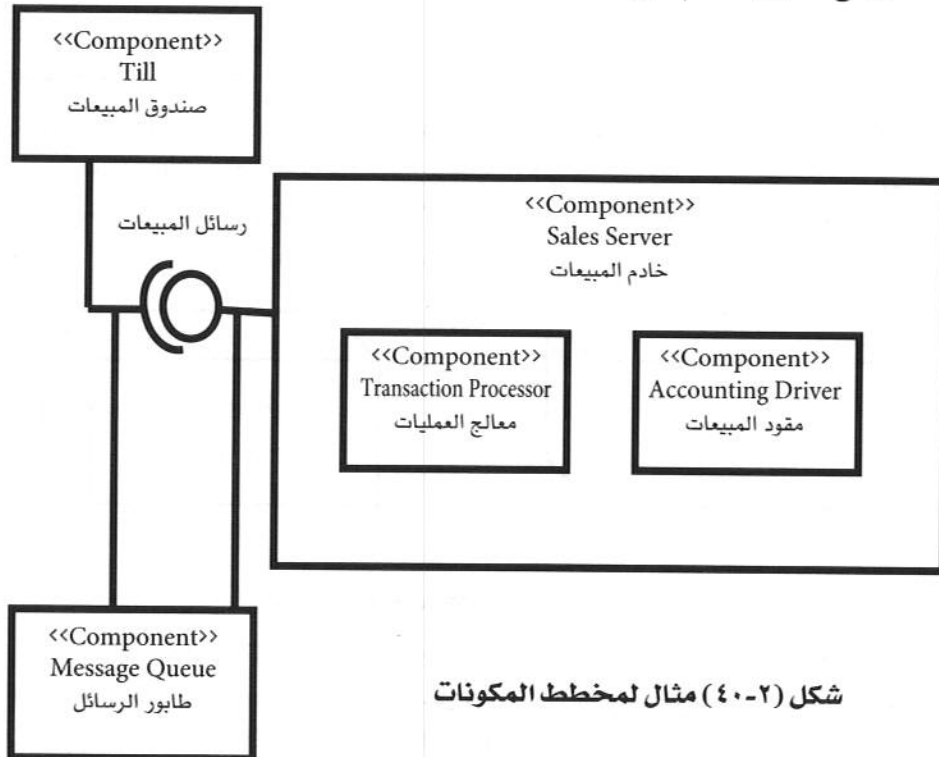 <<Component>>
Till
صندوق المبيعات
رسائل المبيعات
<<Component>>
Sales Server
خادم المبيعات
<<Component>>
Transaction Processor
معالج العمليات
<<Component>>
Accounting Driver
مقود المبيعات
<<Component>>
Message Queue
طابور الرسائل
شكل (٢-٤٠) مثال لمخطط المكونات